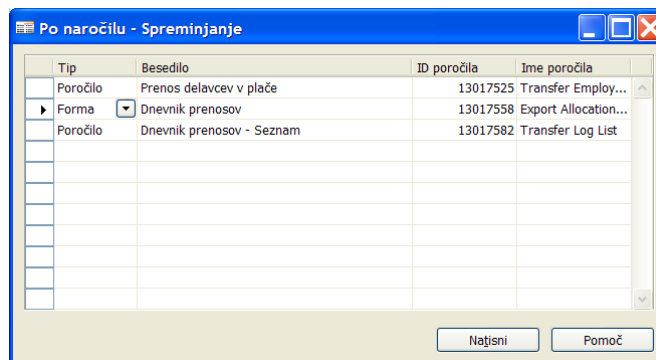 Po naročilu - Spreminjanje
Tip Besedilo ID poročila Ime poročila
Poročilo Prenos delavcev v plače 13017525 Transfer Employ...
Forma Dnevnik prenosov 13017558 Export Allocation...
Poročilo Dnevnik prenosov - Seznam 13017582 Transfer Log List
Natisni Pomoč